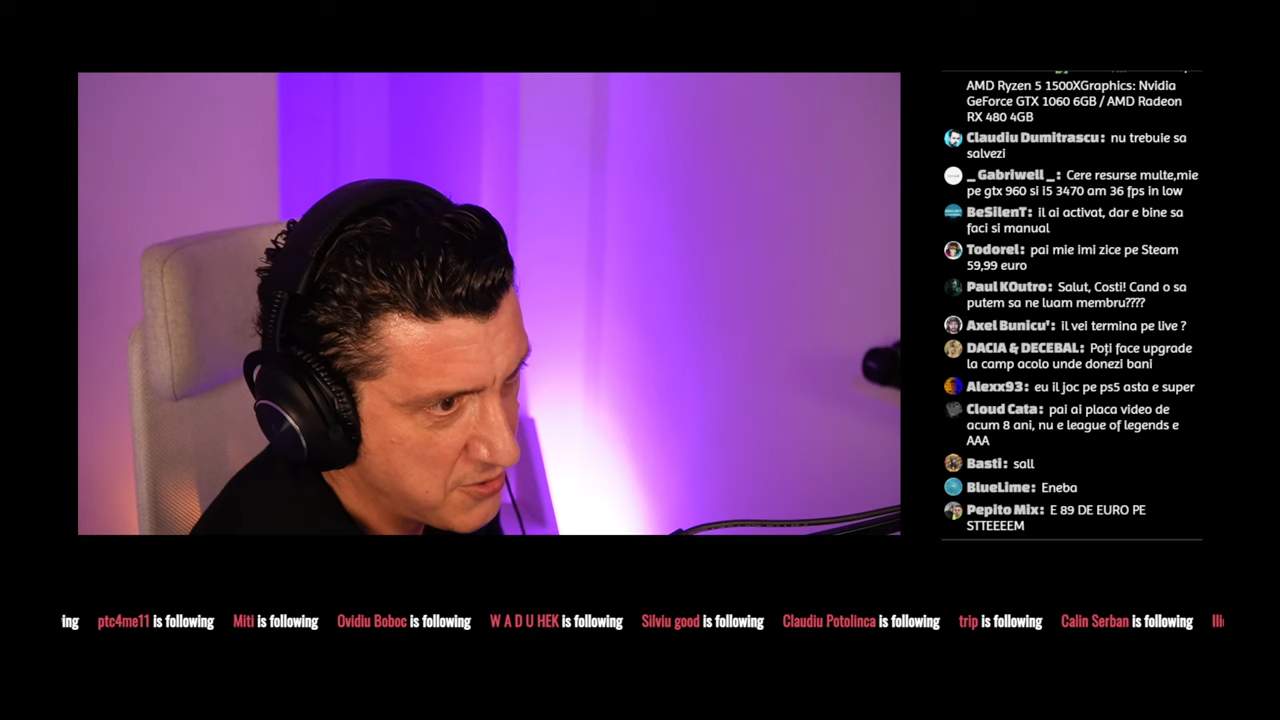 AMD Ryzen 5 1500XGraphics: Nvidia
GeForce GTX 1060 6GB / AMD Radeon
RX 480 4GB
Claudiu Dumitrascu: nu trebuie sa
salvezi
_ Gabriwell _: Cere resurse multe,mie
pe gtx 960 si i5 3470 am 36 fps in low
BeSilenT: il ai activat, dar e bine sa
faci si manual
Todorel: pai mie imi zice pe Steam
59,99 euro
Paul KOutro: Salut, Costi! Cand o sa
putem sa ne luam membru????
Axel Bunicu': il vei termina pe live ?
DACIA & DECEBAL: Poți face upgrade
la camp acolo unde donezi bani
Alexx93: eu il joc pe ps5 asta e super
Cloud Cata: pai ai placa video de
acum 8 ani, nu e league of legends e
AAA
Basti: sall
BlueLime: Eneba
Pepito Mix: E 89 DE EURO PE
STTEEEEM
ing ptc4me11 is following Miti is following Ovidiu Boboc is following W A D U HEK is following Silviu good is following Claudiu Potolinca is following trip is following Calin Serban is following